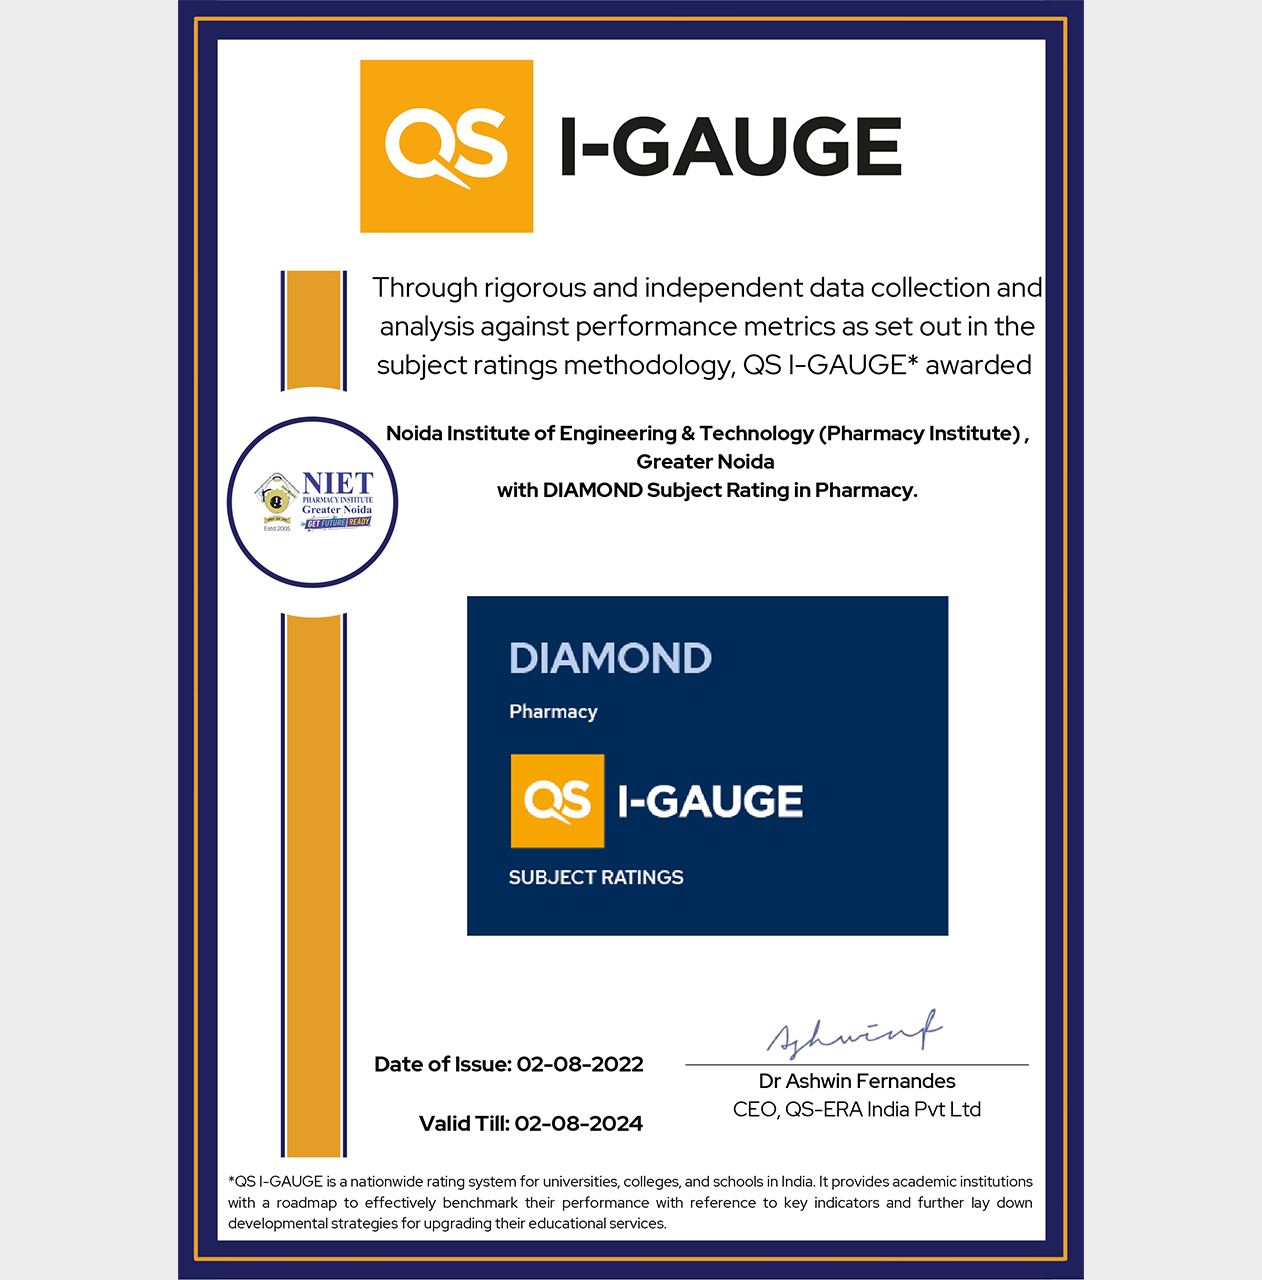 QS I-GAUGE
Through rigorous and independent data collection and
analysis against performance metrics as set out in the
subject ratings methodology, QS I-GAUGE* awarded
Noida Institute of Engineering & Technology (Pharmacy Institute) ,
Greater Noida
with DIAMOND Subject Rating in Pharmacy.
NIET
PHARMACY INSTITUTE
Greater Noida
GET FUTURE READY
Estd 2005
DIAMOND
Pharmacy
QS I-GAUGE
SUBJECT RATINGS
Ashwinf
Date of Issue: 02-08-2022
Dr Ashwin Fernandes
CEO, QS-ERA India Pvt Ltd
Valid Till: 02-08-2024
*QS I-GAUGE is a nationwide rating system for universities, colleges, and schools in India. It provides academic institutions
with a roadmap to effectively benchmark their performance with reference to key indicators and further lay down
developmental strategies for upgrading their educational services.